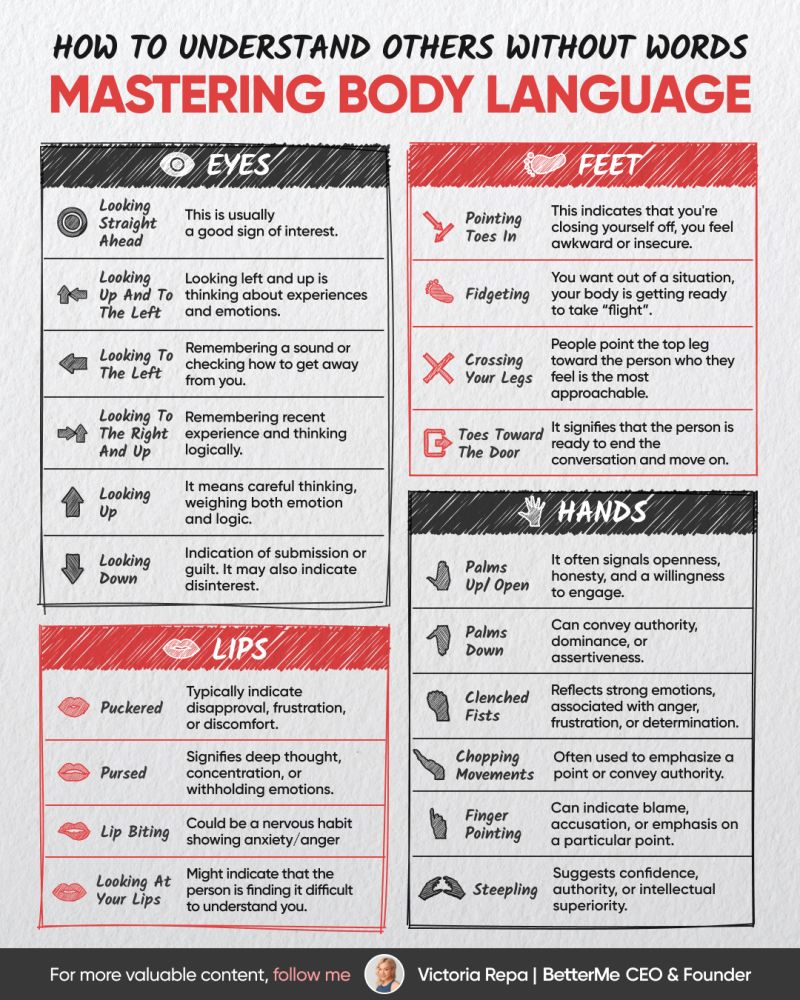 HOW TO UNDERSTAND OTHERS WITHOUT WORDS
MASTERING BODY LANGUAGE
EYES
Looking
Straight
Ahead
This is usually
a good sign of interest.
Looking
Up And To
The Left
Looking left and up is
thinking about experiences
and emotions.
Looking To
The Left
Remembering a sound or
checking how to get away
from you.
Looking To
The Right
And Up
Remembering recent
experience and thinking
logically.
Looking
Up
It means careful thinking,
weighing both emotion
and logic.
Looking
Down
Indication of submission or
guilt. It may also indicate
disinterest.
LIPS
Puckered
Typically indicate
disapproval, frustration,
or discomfort.
Pursed
Signifies deep thought,
concentration, or
withholding emotions.
Lip Biting
Could be a nervous habit
showing anxiety/anger
Looking At
Your Lips
Might indicate that the
person is finding it difficult
to understand you.
FEET
Pointing
Toes In
This indicates that you're
closing yourself off, you feel
awkward or insecure.
Fidgeting
You want out of a situation,
your body is getting ready
to take “flight”.
Crossing
Your Legs
People point the top leg
toward the person who they
feel is the most
approachable.
Toes Toward
The Door
It signifies that the person is
ready to end the
conversation and move on.
HANDS
Palms
Up/ Open
It often signals openness,
honesty, and a willingness
to engage.
Palms
Down
Can convey authority,
dominance, or
assertiveness.
Clenched
Fists
Reflects strong emotions,
associated with anger,
frustration, or determination.
Chopping
Movements
Often used to emphasize a
point or convey authority.
Finger
Pointing
Can indicate blame,
accusation, or emphasis on
a particular point.
Steepling
Suggests confidence,
authority, or intellectual
superiority.
For more valuable content, follow me
Victoria Repa | BetterMe CEO & Founder